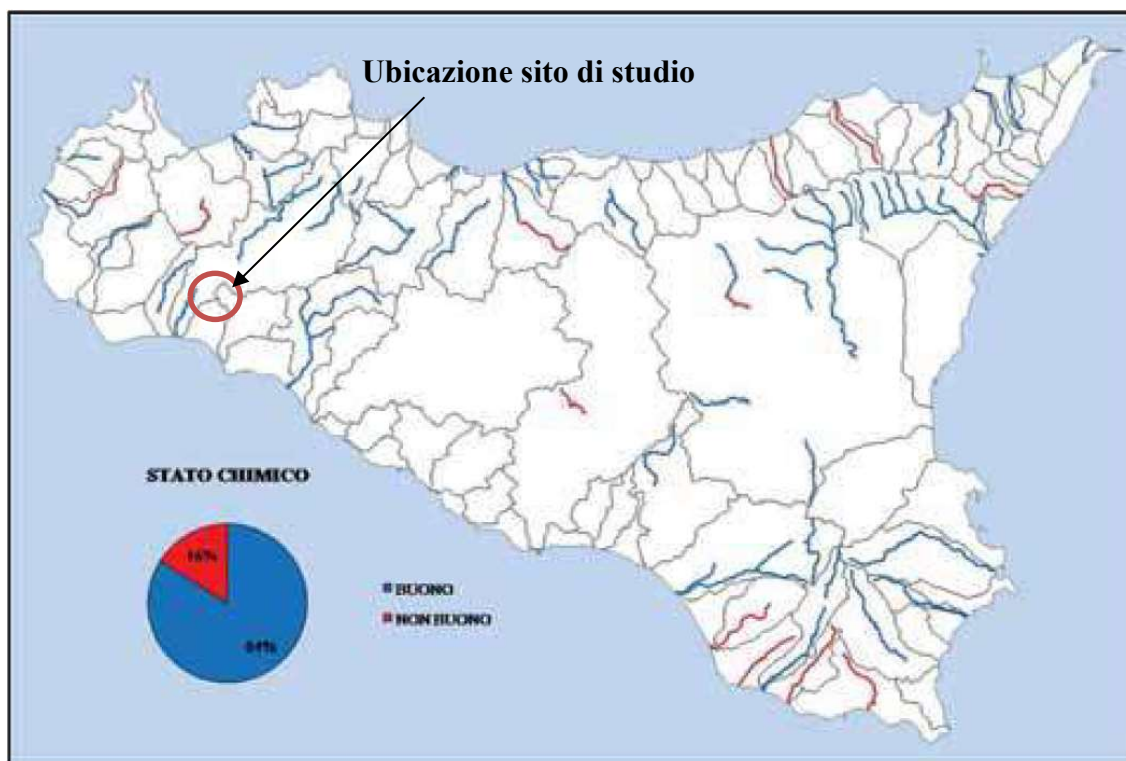 Ubicazione sito di studio
STATO CHIMICO
16%
84%
BUONO
NON BUONO